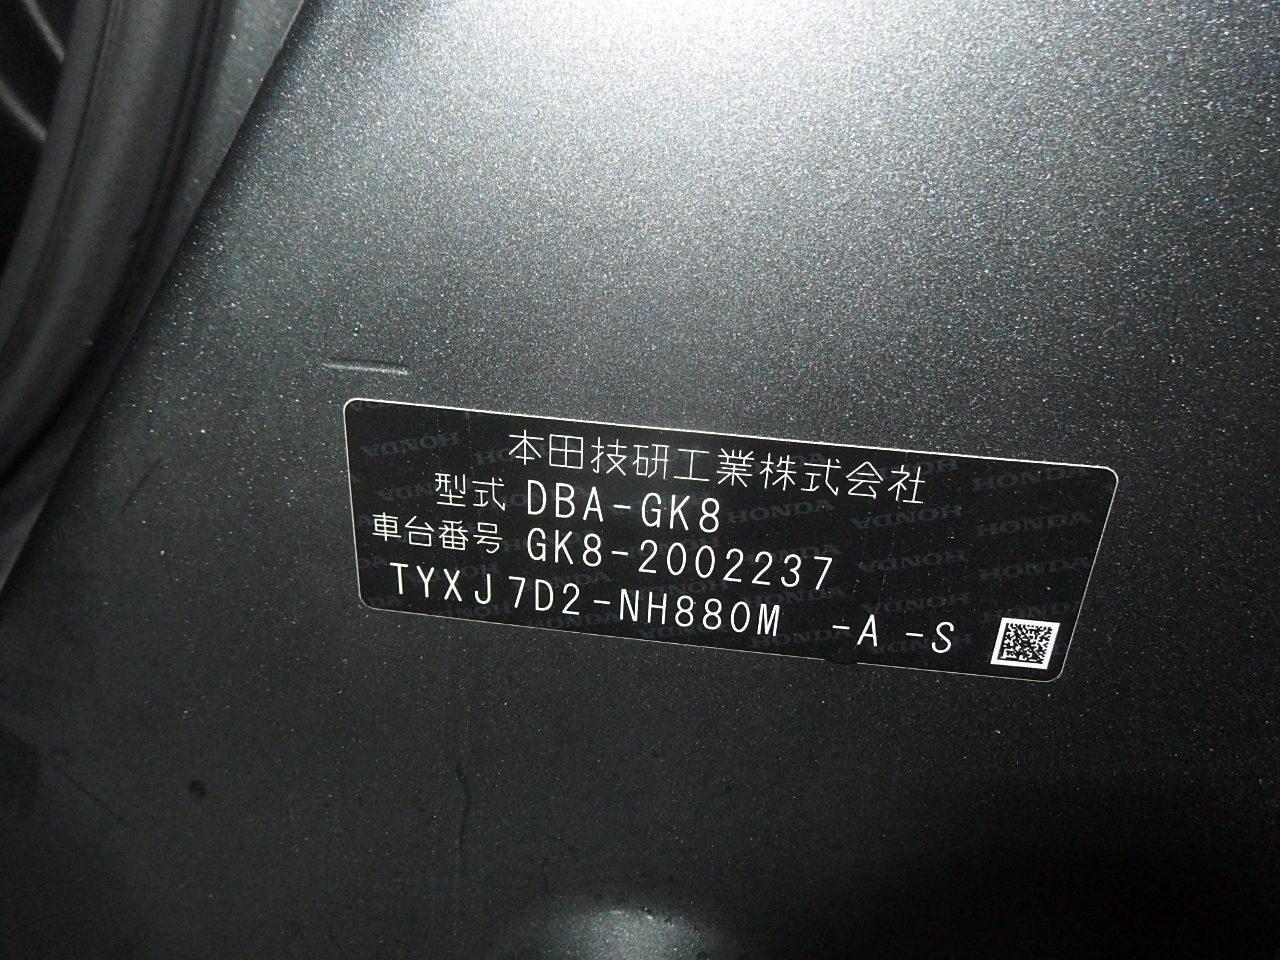 本田技研工業株式会社
型式 DBA-GK8
車台番号 GK8-2002237
TYXJ7D2-NH880M -A -S